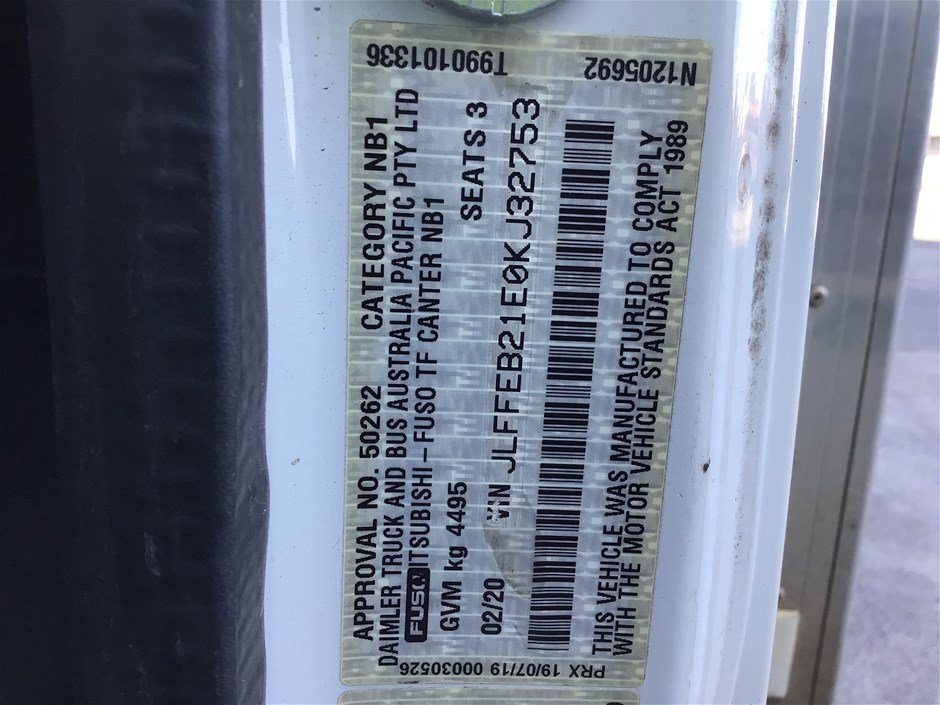 T990101336
N1205692
APPROVAL NO. 50262 CATEGORY NB1
DAIMLER TRUCK AND BUS AUSTRALIA PACIFIC PTY LTD
FUSO ITSUBISHI - FUSO TF CANTER NB1
GVM kg 4495 SEATS 3
02/20 VIN JLFFEB21E0KJ32753
THIS VEHICLE WAS MANUFACTURED TO COMPLY
WITH THE MOTOR VEHICLE STANDARDS ACT 1989
PRX 19/07/19 00030526